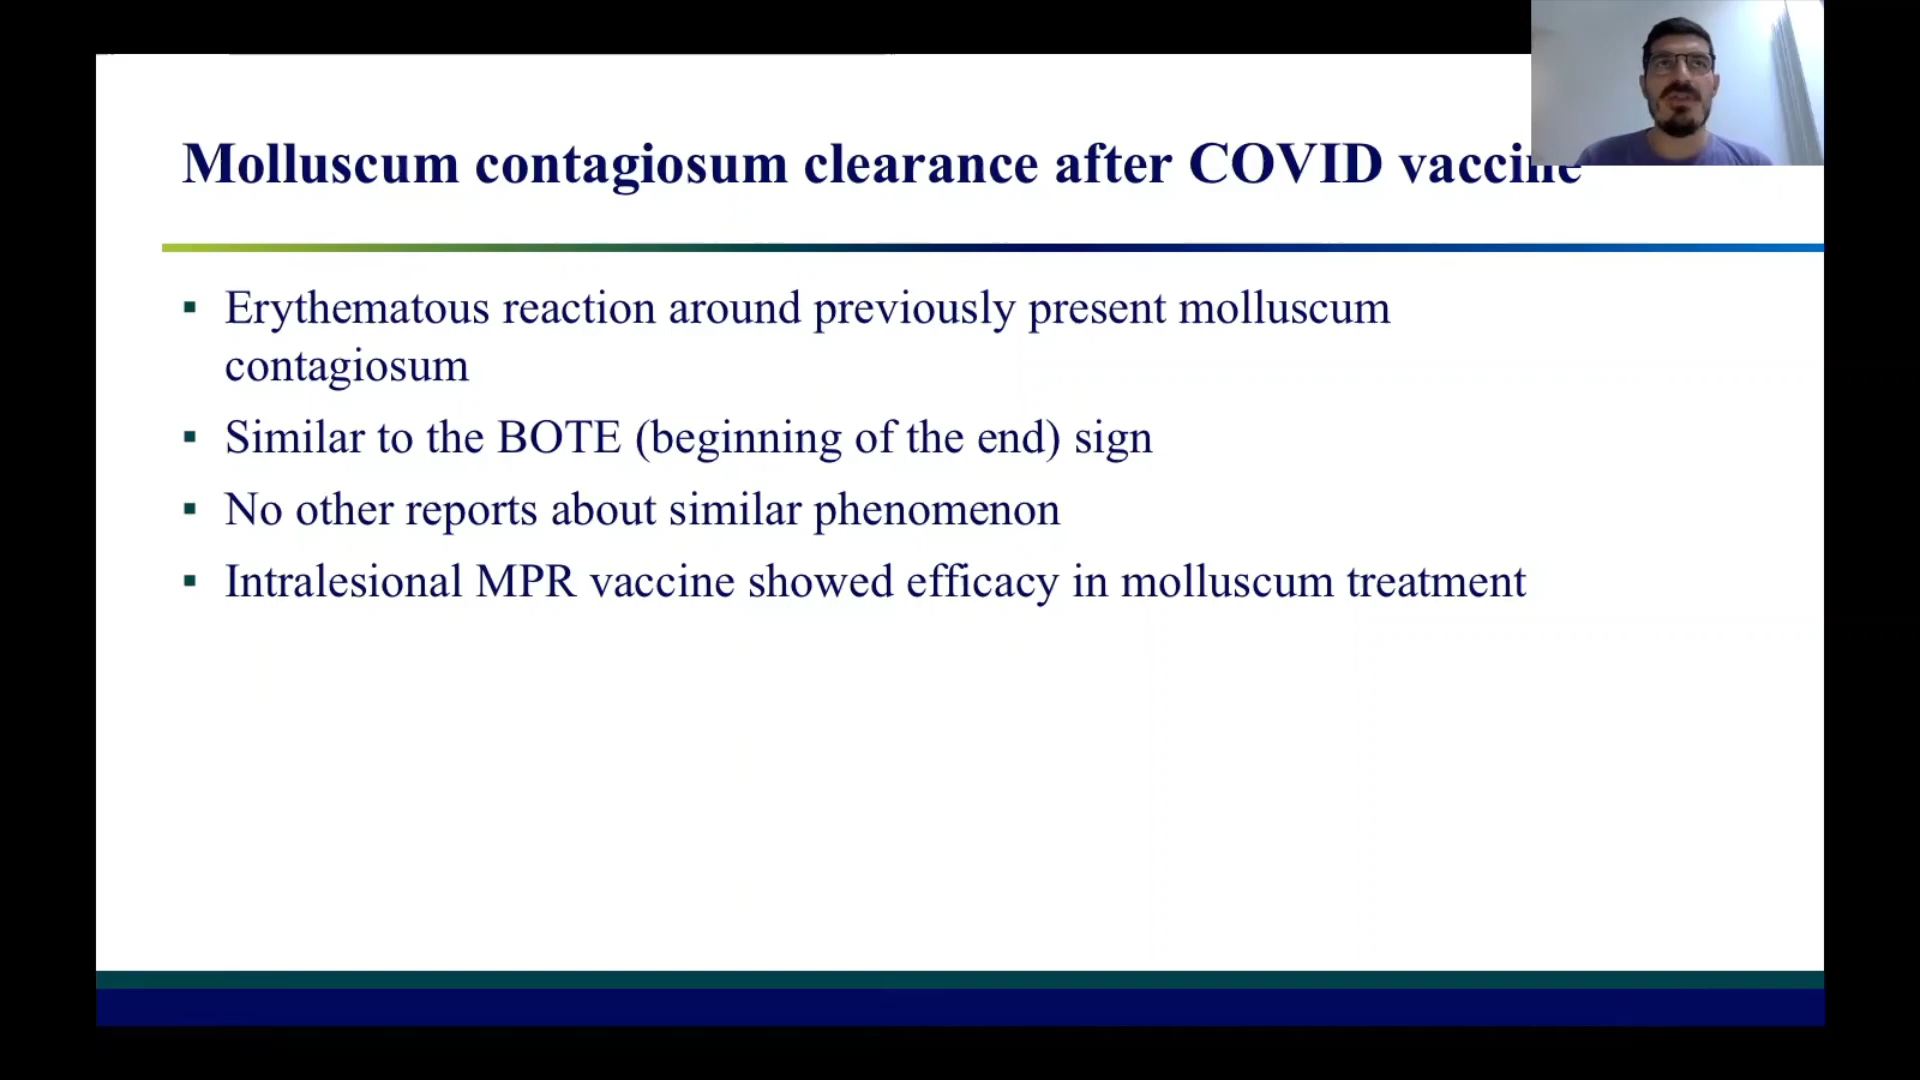 Molluscum contagiosum clearance after COVID vaccine
▪ Erythematous reaction around previously present molluscum
contagiosum
▪ Similar to the BOTE (beginning of the end) sign
▪ No other reports about similar phenomenon
▪ Intralesional MPR vaccine showed efficacy in molluscum treatment